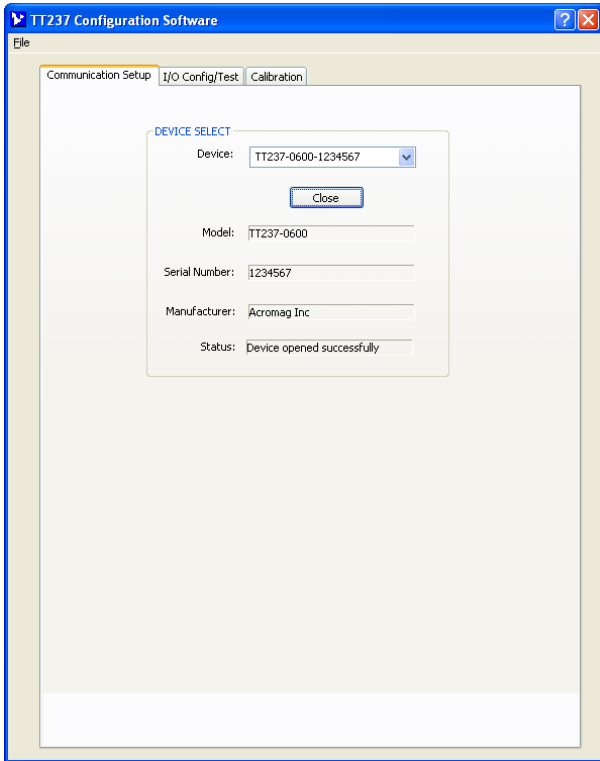 TT237 Configuration Software
File
Communication Setup I/O Config/Test Calibration
DEVICE SELECT
Device: TT237-0600-1234567
Close
Model: TT237-0600
Serial Number: 1234567
Manufacturer: Acromag Inc
Status: Device opened successfully